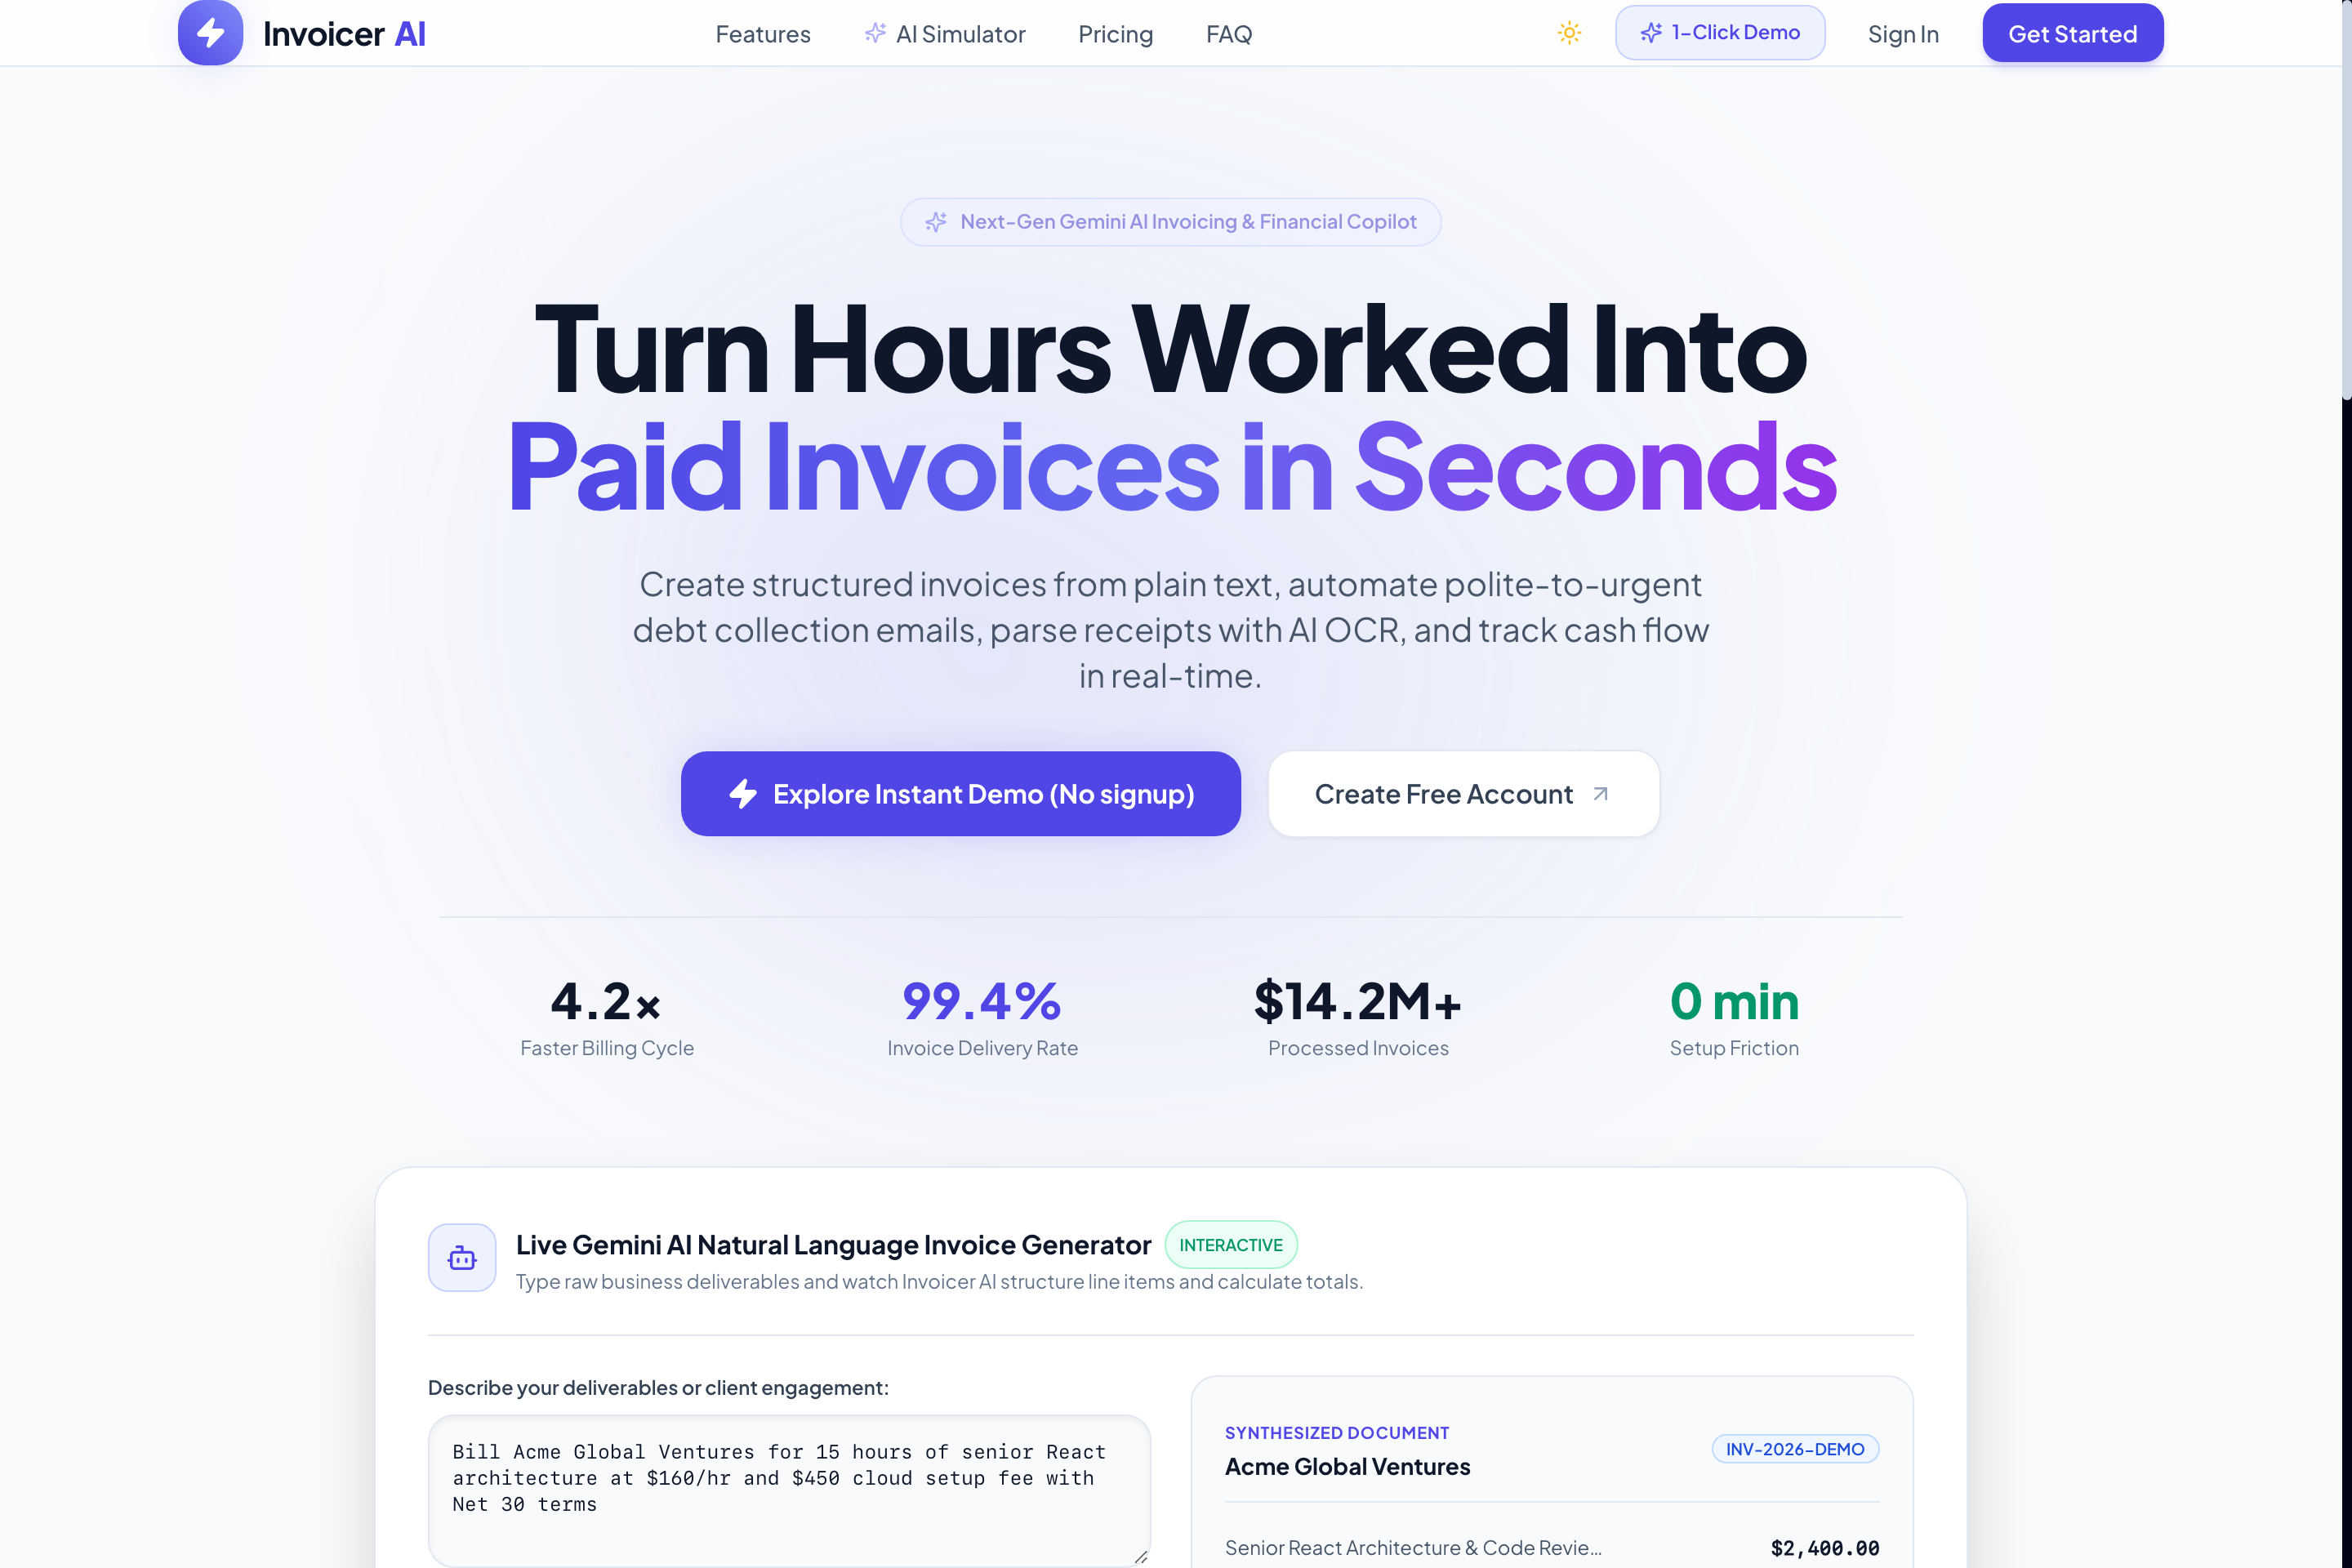 Invoicer AI
Features
AI Simulator
Pricing
FAQ
1-Click Demo
Sign In
Get Started
Next-Gen Gemini AI Invoicing & Financial Copilot
Turn Hours Worked Into
Paid Invoices in Seconds
Create structured invoices from plain text, automate polite-to-urgent
debt collection emails, parse receipts with AI OCR, and track cash flow
in real-time.
Explore Instant Demo (No signup)
Create Free Account
4.2×
Faster Billing Cycle
99.4%
Invoice Delivery Rate
$14.2M+
Processed Invoices
0 min
Setup Friction
Live Gemini AI Natural Language Invoice Generator
INTERACTIVE
Type raw business deliverables and watch Invoicer AI structure line items and calculate totals.
Describe your deliverables or client engagement:
Bill Acme Global Ventures for 15 hours of senior React
architecture at $160/hr and $450 cloud setup fee with
Net 30 terms
SYNTHESIZED DOCUMENT
Acme Global Ventures
INV-2026-DEMO
Senior React Architecture & Code Revie...
$2,400.00